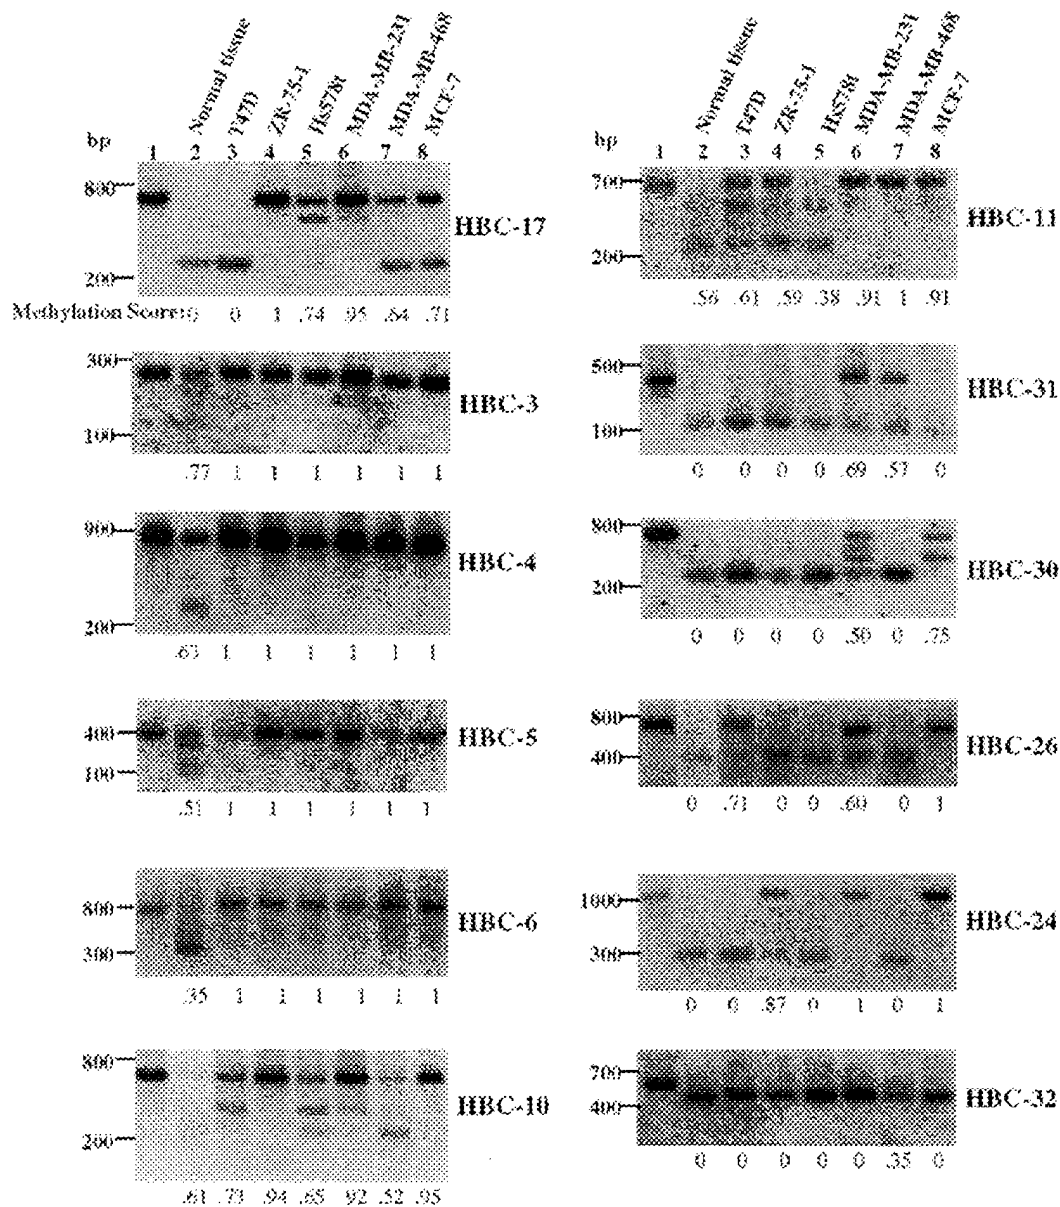 bp Normal tissue T47D ZR-75-1 Hs578t MDA-MB-231 MDA-MB-468 MCF-7
1 2 3 4 5 6 7 8
800
HBC-17
200
Methylation Score: 0 0 1 .74 .95 .64 .71
300
HBC-3
100
.77 1 1 1 1 1 1
900
HBC-4
200
.63 1 1 1 1 1 1
400
HBC-5
100
.51 1 1 1 1 1 1
800
HBC-6
300
.35 1 1 1 1 1 1
800
HBC-10
200
.61 .73 .94 .65 .92 .52 .95
bp Normal tissue T47D ZR-75-1 Hs578t MDA-MB-231 MDA-MB-468 MCF-7
1 2 3 4 5 6 7 8
700
HBC-11
200
.56 .61 .59 .38 .91 1 .91
500
HBC-31
100
0 0 0 0 .69 .57 0
800
HBC-30
200
0 0 0 0 .50 0 .75
800
HBC-26
400
0 .71 0 0 .60 0 1
1000
HBC-24
300
0 0 .87 0 1 0 1
700
HBC-32
400
0 0 0 0 0 .35 0